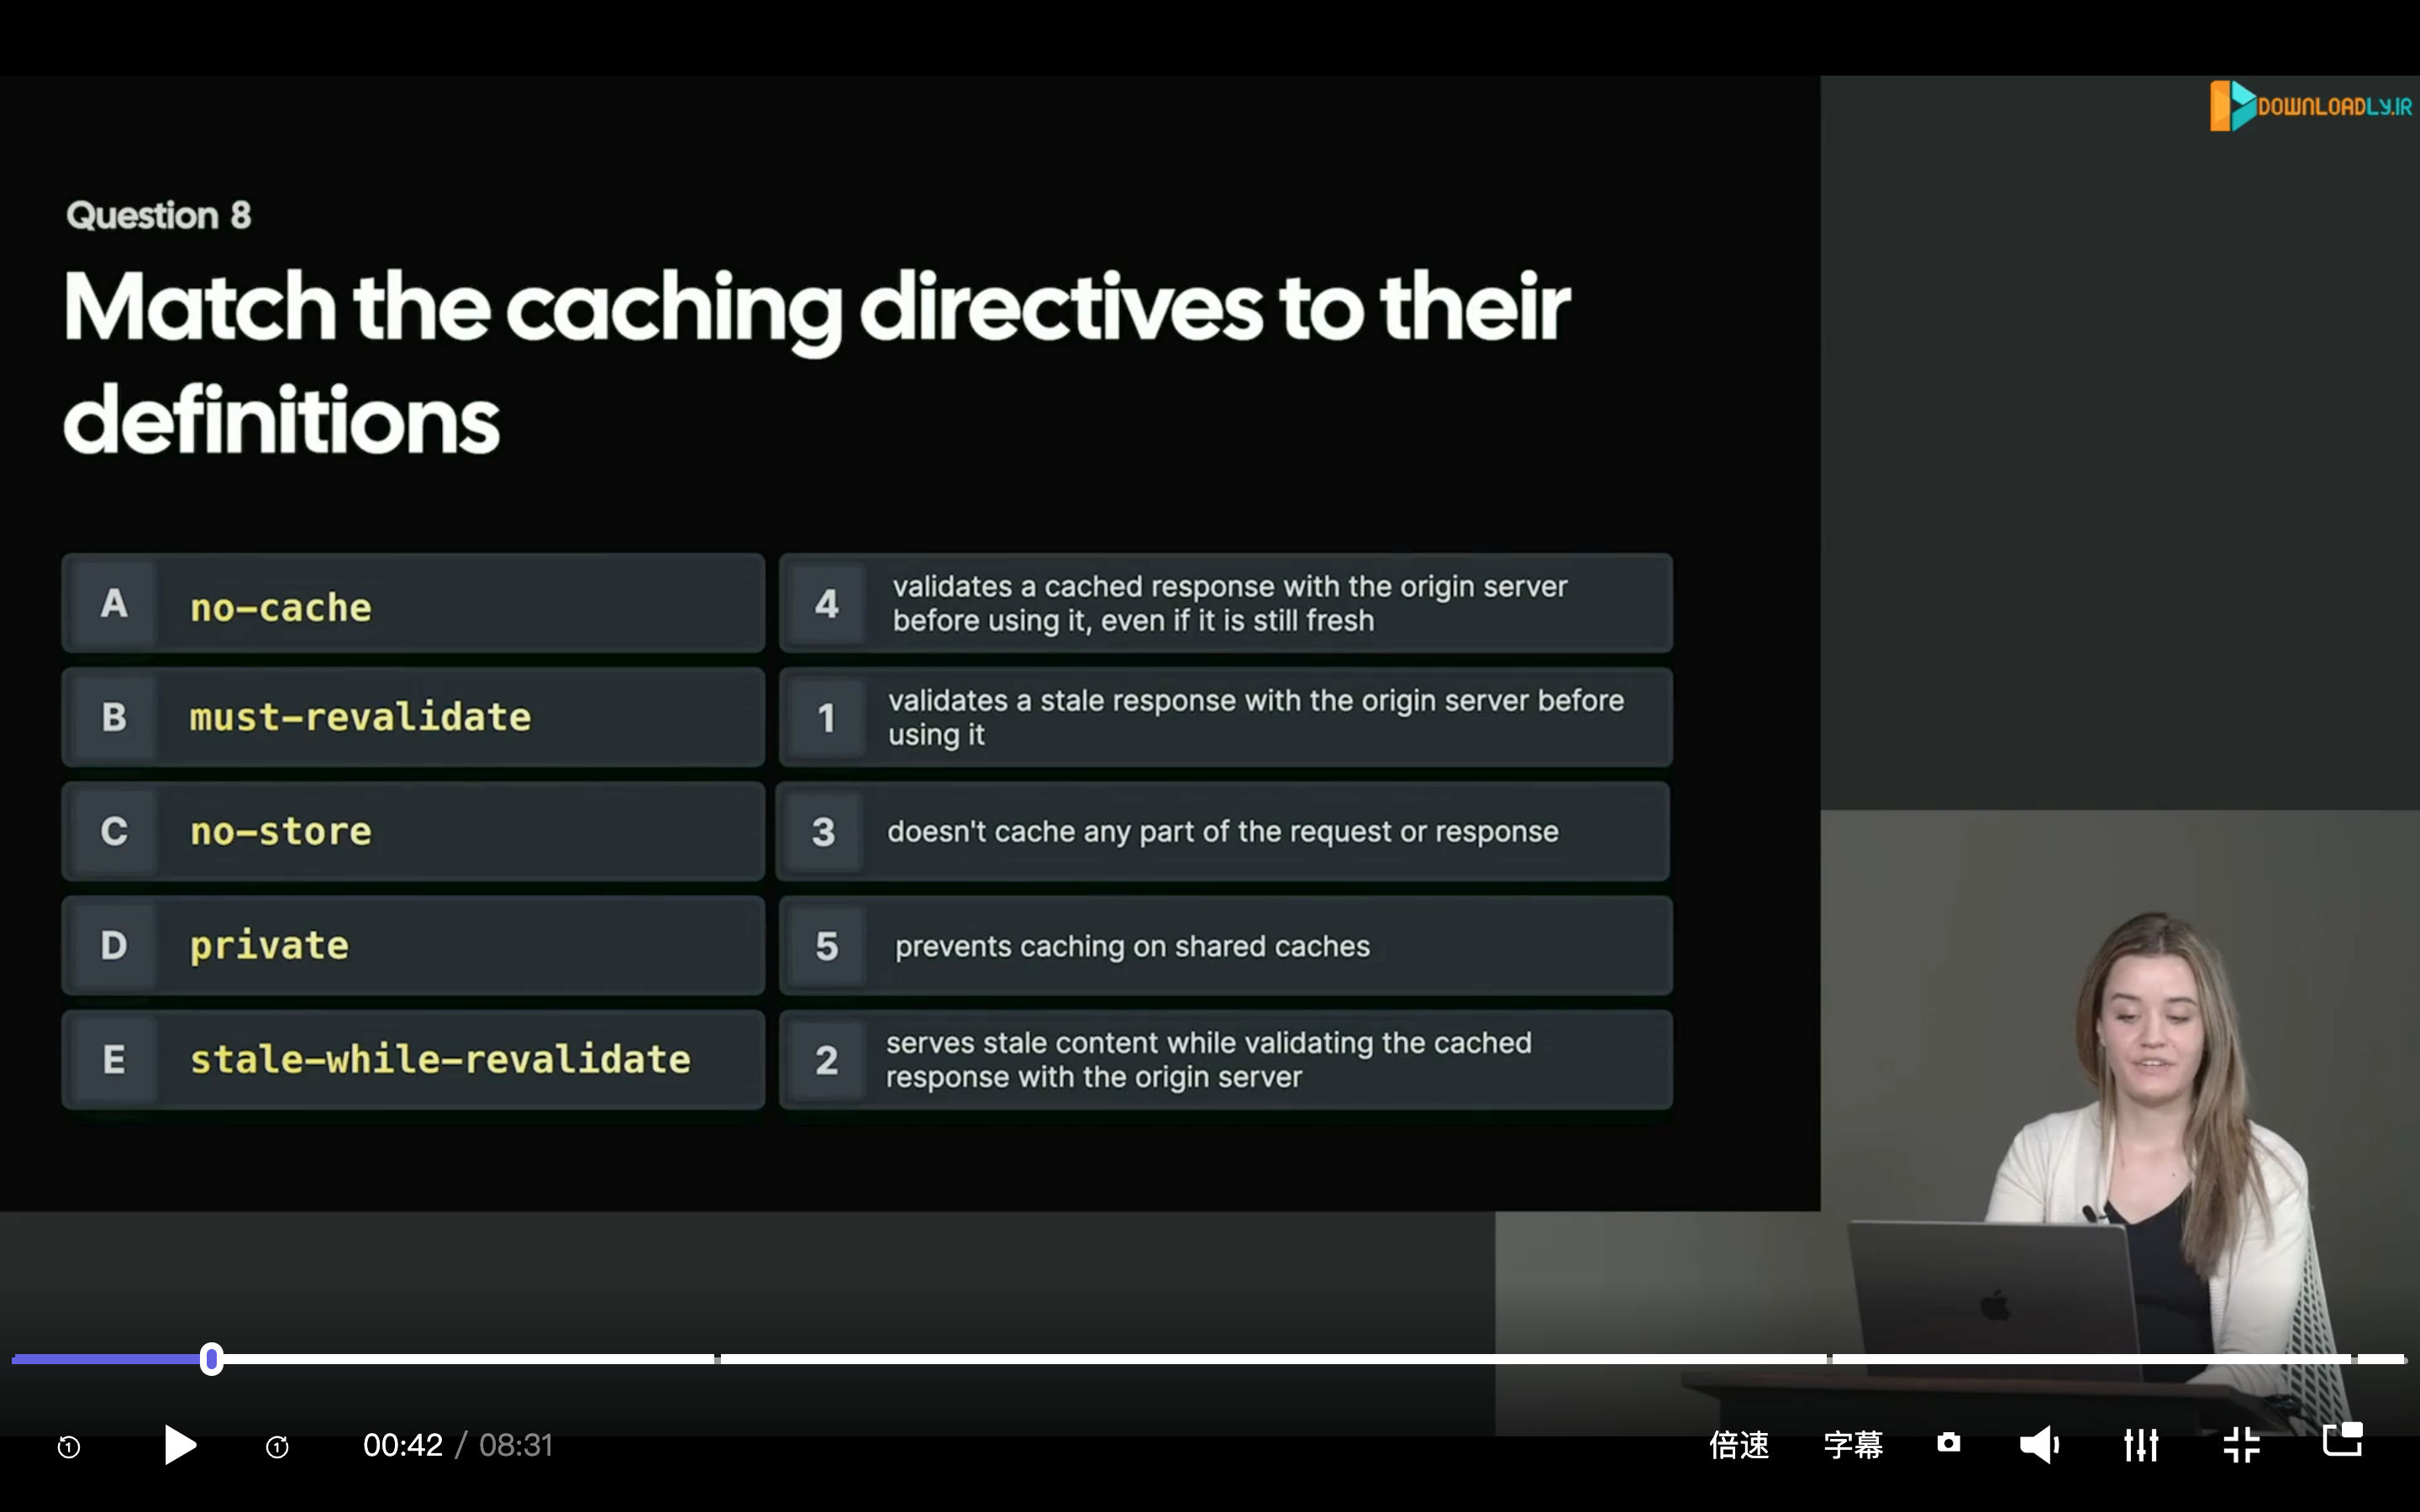 DOWNLOADLY.IR
Question 8
Match the caching directives to their
definitions
A no-cache
4 validates a cached response with the origin server
before using it, even if it is still fresh
B must-revalidate
1 validates a stale response with the origin server before
using it
C no-store
3 doesn't cache any part of the request or response
D private
5 prevents caching on shared caches
E stale-while-revalidate
2 serves stale content while validating the cached
response with the origin server
1
1
00:42 / 08:31
倍速
字幕